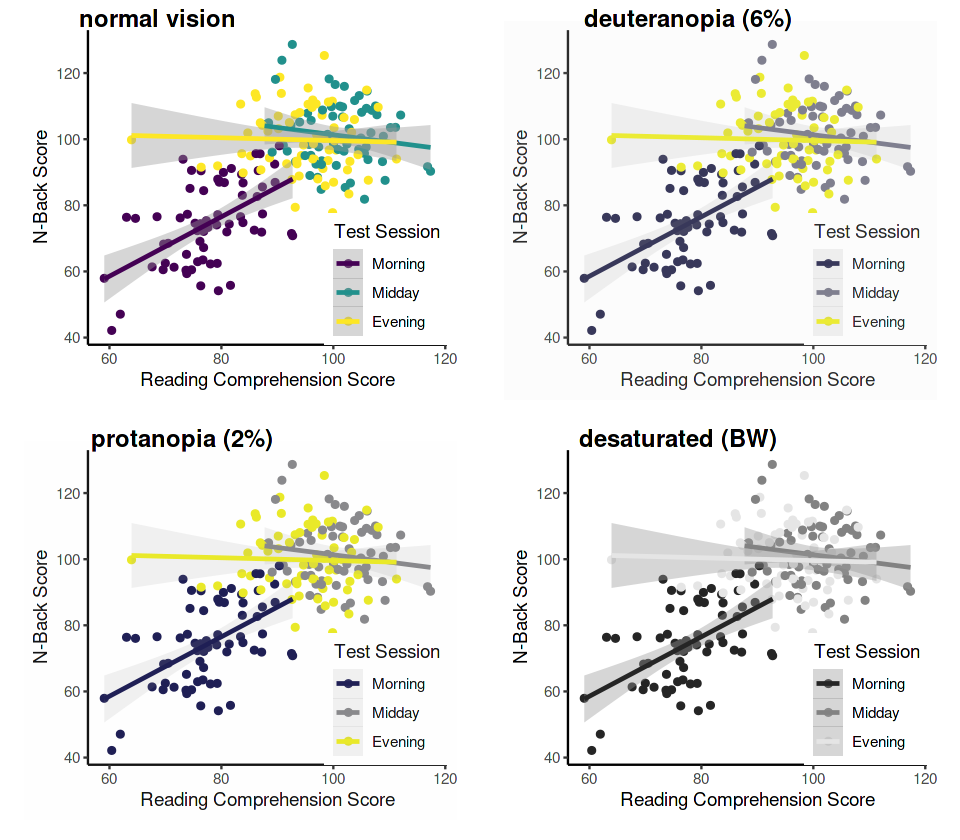 normal vision
120
100
80
60
40
60
80
100
120
N-Back Score
Reading Comprehension Score
Test Session
Morning
Midday
Evening
deuteranopia (6%)
120
100
80
60
40
60
80
100
120
N-Back Score
Reading Comprehension Score
Test Session
Morning
Midday
Evening
protanopia (2%)
120
100
80
60
40
60
80
100
120
N-Back Score
Reading Comprehension Score
Test Session
Morning
Midday
Evening
desaturated (BW)
120
100
80
60
40
60
80
100
120
N-Back Score
Reading Comprehension Score
Test Session
Morning
Midday
Evening